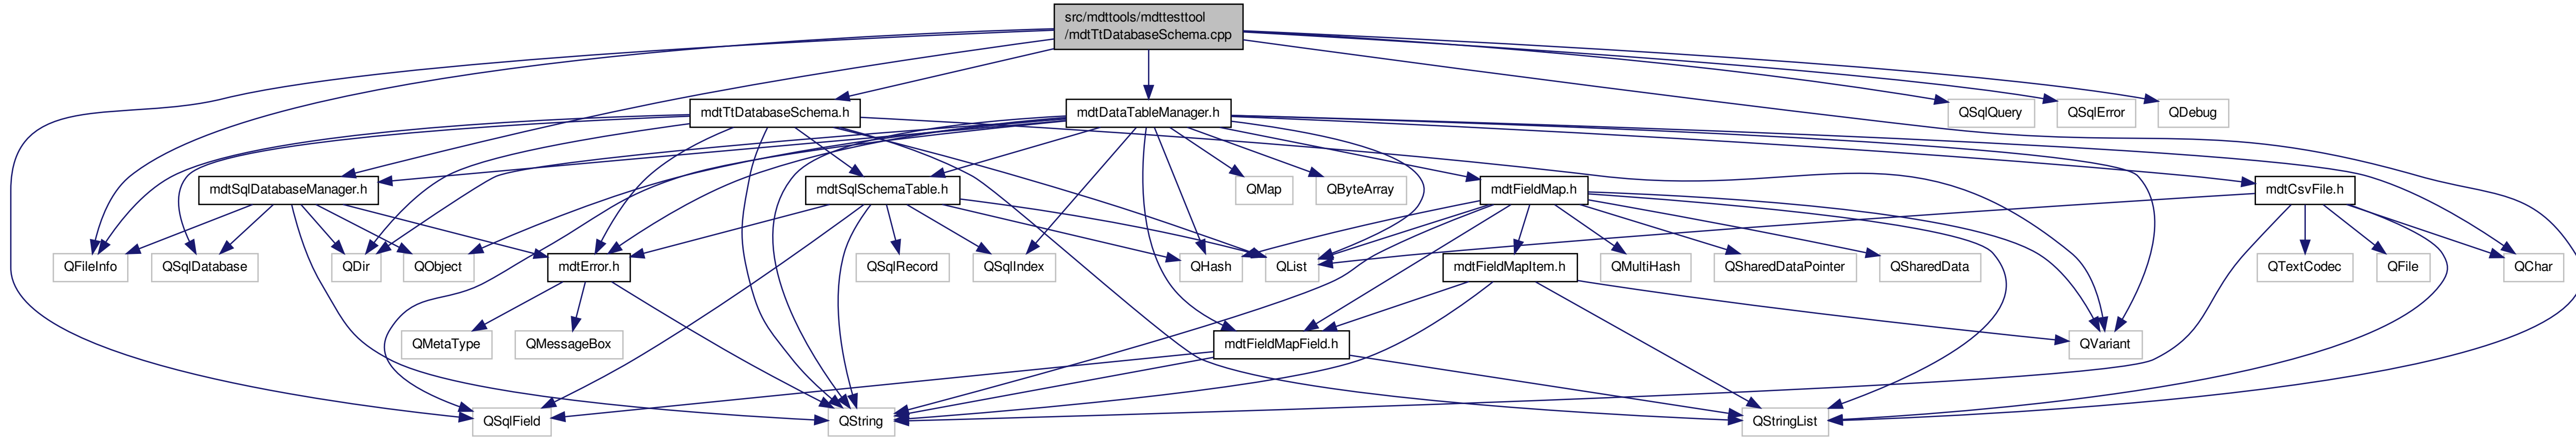 src/mdttools/mdttesttool
/mdtTtDatabaseSchema.cpp
mdtTtDatabaseSchema.h
mdtDataTableManager.h
QSqlQuery
QSqlError
QDebug
mdtSqlDatabaseManager.h
mdtSqlSchemaTable.h
QMap
QByteArray
mdtFieldMap.h
mdtCsvFile.h
QFileInfo
QSqlDatabase
QDir
QObject
mdtError.h
QSqlRecord
QSqlIndex
QHash
QList
mdtFieldMapItem.h
QMultiHash
QSharedDataPointer
QSharedData
QTextCodec
QFile
QChar
QMetaType
QMessageBox
mdtFieldMapField.h
QVariant
QSqlField
QString
QStringList